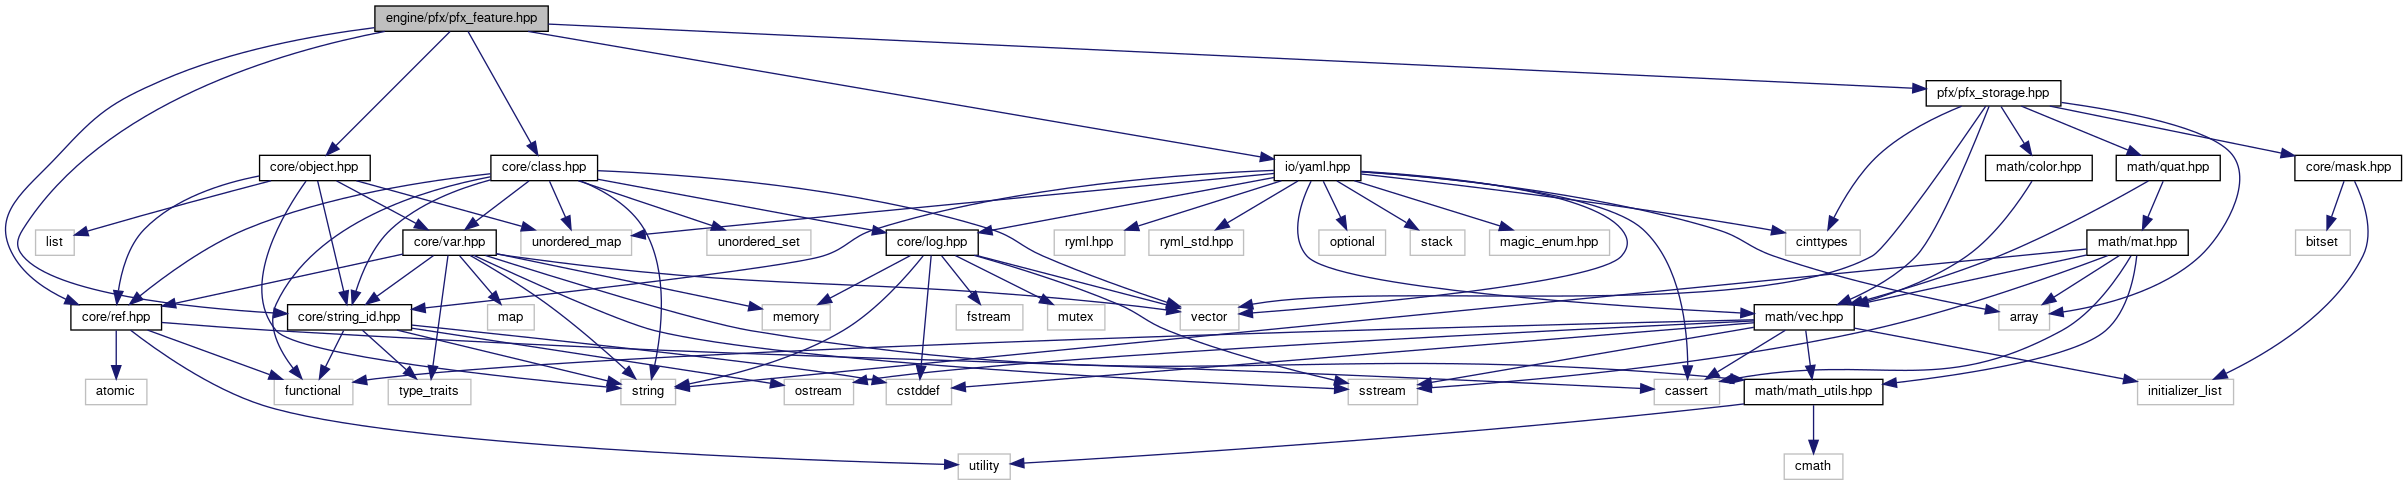 engine/pfx/pfx_feature.hpp
pfx/pfx_storage.hpp
core/object.hpp
core/class.hpp
io/yaml.hpp
math/color.hpp
math/quat.hpp
core/mask.hpp
list
core/var.hpp
unordered_map
unordered_set
core/log.hpp
ryml.hpp
ryml_std.hpp
optional
stack
magic_enum.hpp
cinttypes
math/mat.hpp
bitset
core/ref.hpp
core/string_id.hpp
map
memory
fstream
mutex
vector
math/vec.hpp
array
atomic
functional
type_traits
string
ostream
cstddef
sstream
cassert
math/math_utils.hpp
initializer_list
utility
cmath